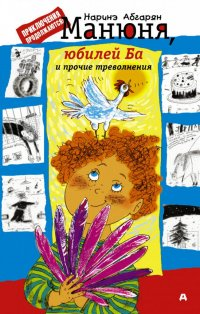 ПРИКЛЮЧЕНИЯ
ПРОДОЛЖАЮТСЯ!
Наринэ Абгарян
Манюня,
юбилей Ба
и прочие треволнения
А